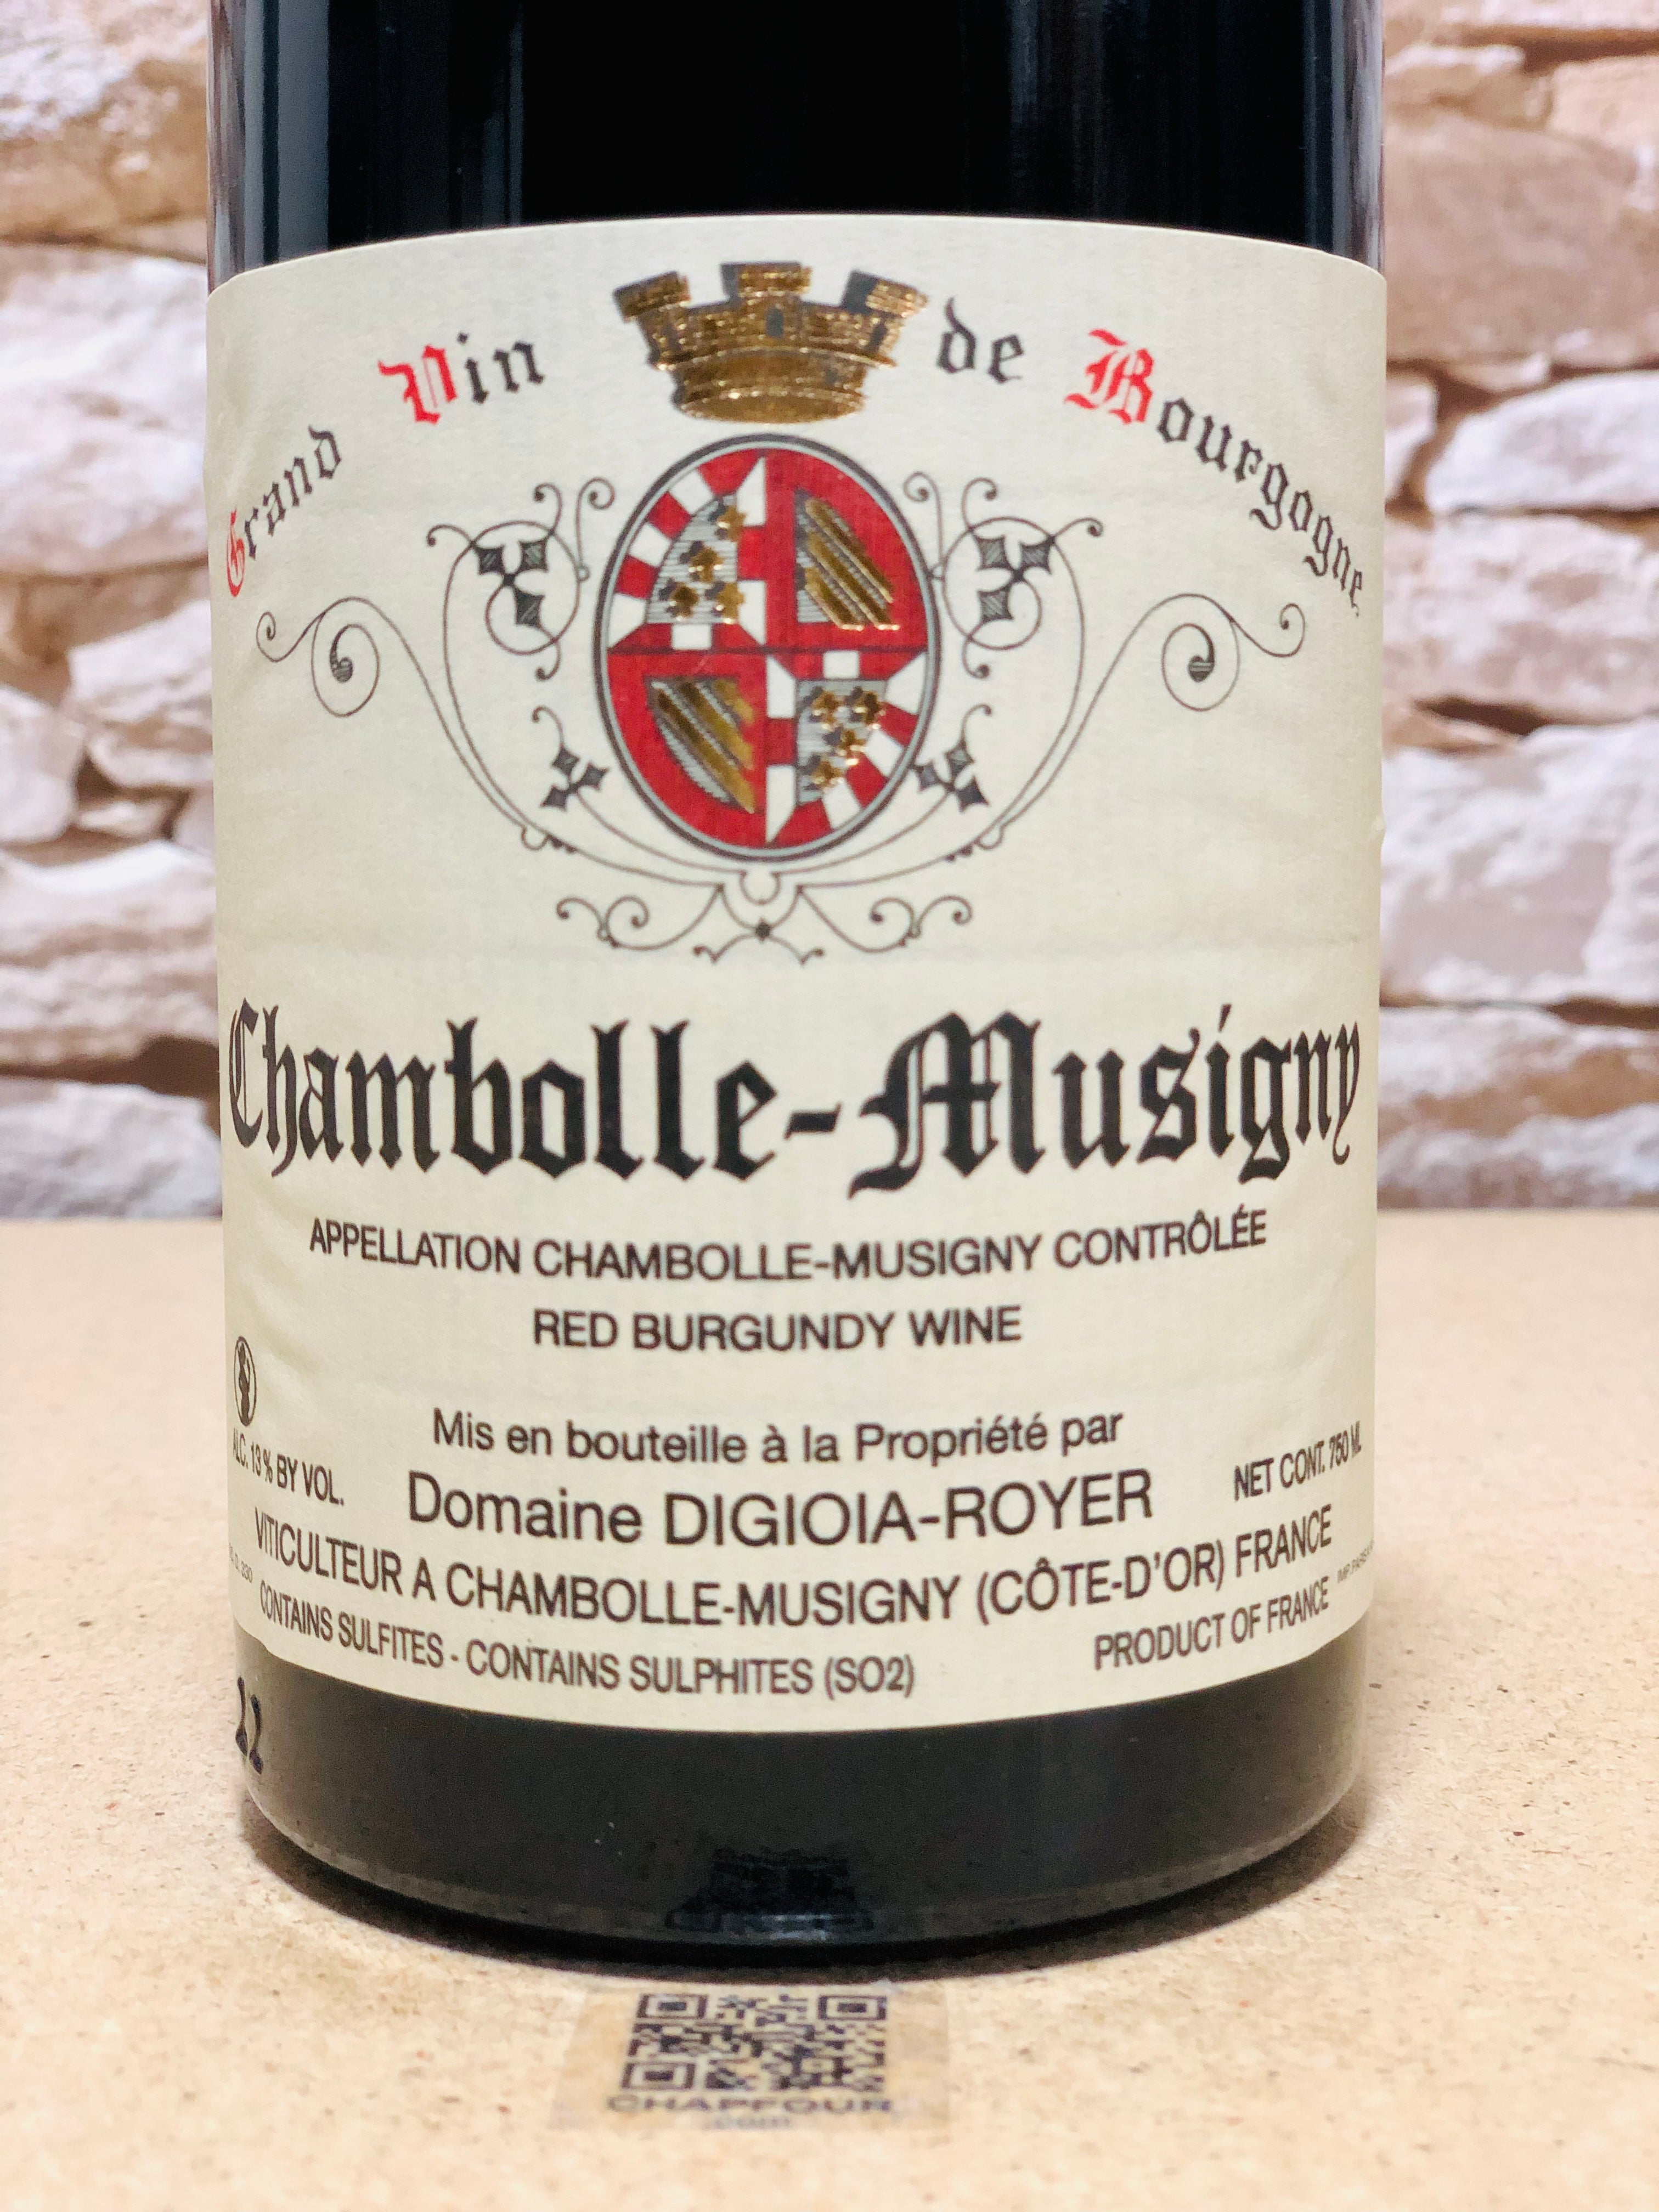 Grand Vin de Bourgogne
Chambolle-Musigny
APPELLATION CHAMBOLLE-MUSIGNY CONTRÔLÉE
RED BURGUNDY WINE
Mis en bouteille à la Propriété par
ALC. 13 % BY VOL.
Domaine DIGIOIA-ROYER
NET CONT. 750 ML
VITICULTEUR A CHAMBOLLE-MUSIGNY (CÔTE-D'OR) FRANCE
CONTAINS SULFITES - CONTAINS SULPHITES (SO2)
PRODUCT OF FRANCE
CHAPFOUR
.com